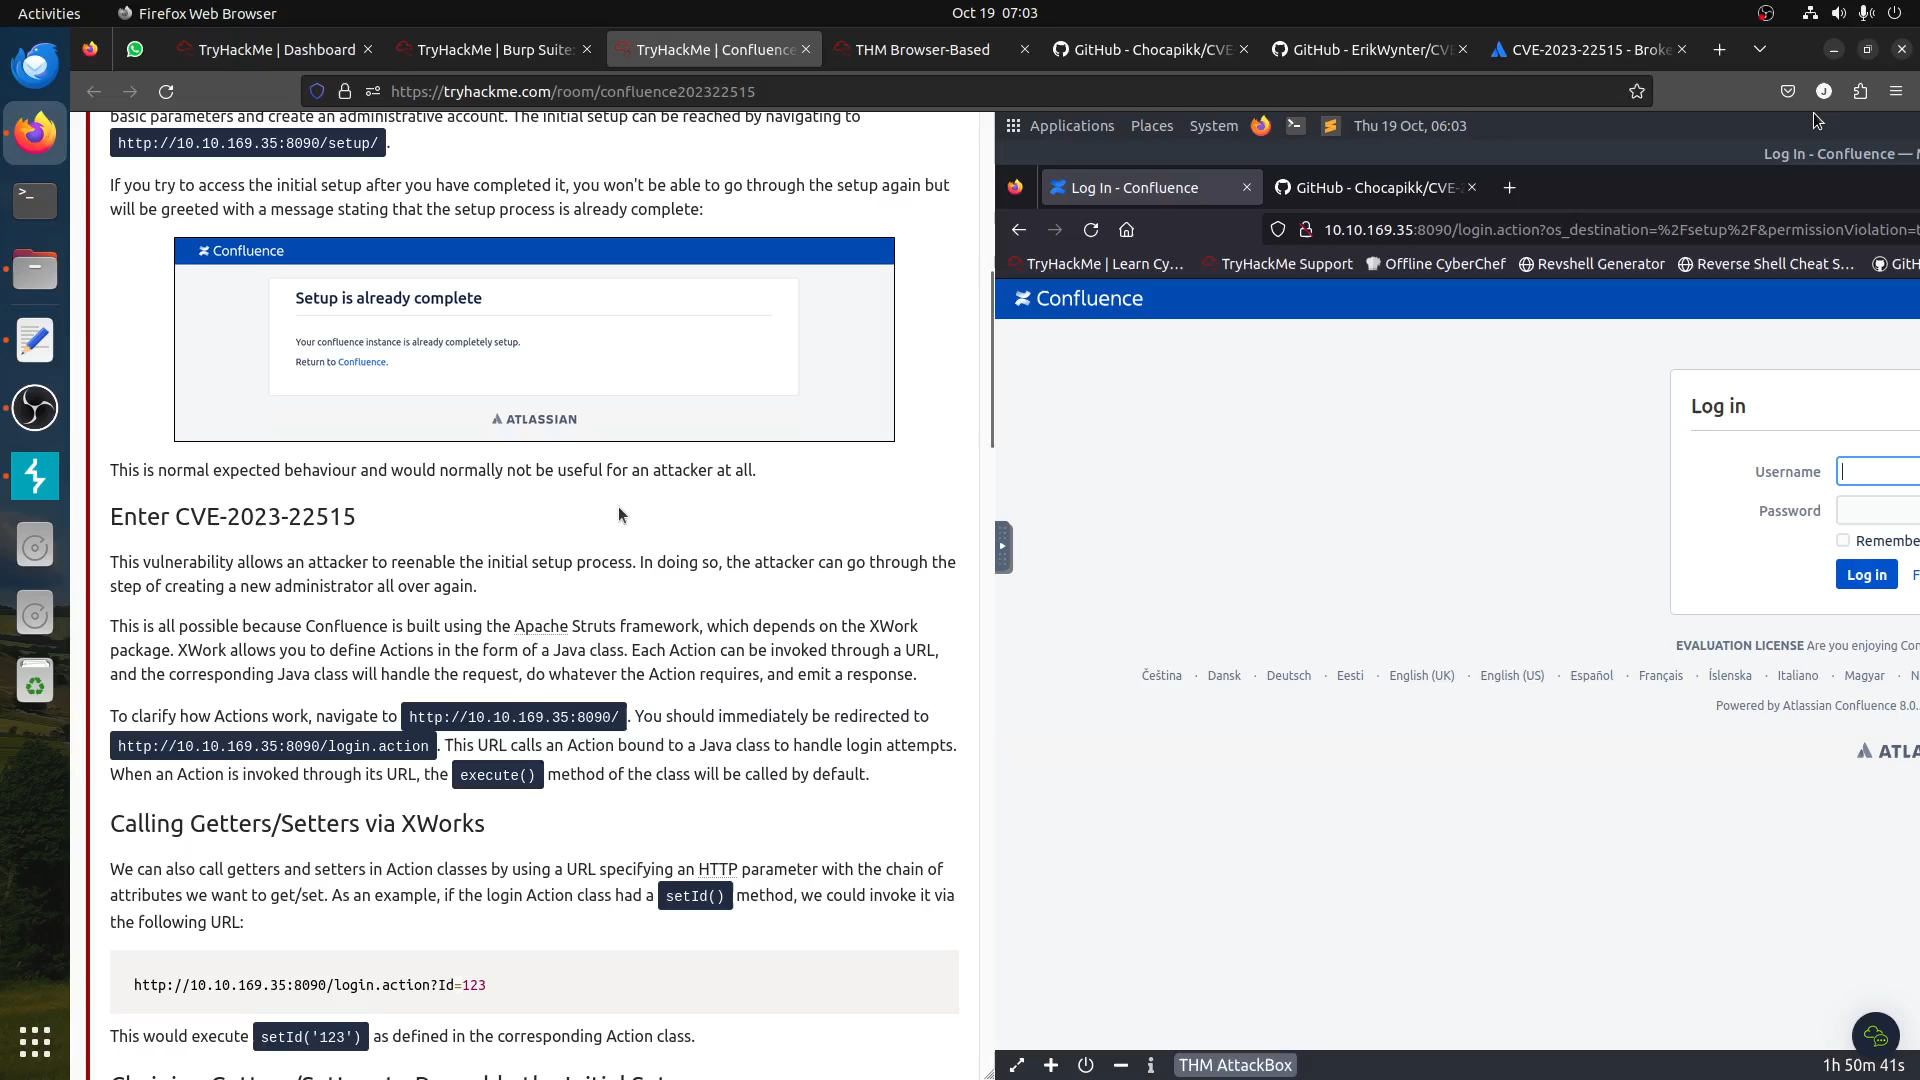 Activities
Firefox Web Browser
Oct 19 07:03
TryHackMe | Dashboard
TryHackMe | Burp Suite:
TryHackMe | Confluence
THM Browser-Based
GitHub - Chocapikk/CVE
GitHub - ErikWynter/CVE
CVE-2023-22515 - Broke
https://tryhackme.com/room/confluence202322515
basic parameters and create an administrative account. The initial setup can be reached by navigating to
http://10.10.169.35:8090/setup/ .
If you try to access the initial setup after you have completed it, you won't be able to go through the setup again but
will be greeted with a message stating that the setup process is already complete:
Confluence
Setup is already complete
Your confluence instance is already completely setup.
Return to Confluence.
ATLASSIAN
This is normal expected behaviour and would normally not be useful for an attacker at all.
Enter CVE-2023-22515
This vulnerability allows an attacker to reenable the initial setup process. In doing so, the attacker can go through the
step of creating a new administrator all over again.
This is all possible because Confluence is built using the Apache Struts framework, which depends on the XWork
package. XWork allows you to define Actions in the form of a Java class. Each Action can be invoked through a URL,
and the corresponding Java class will handle the request, do whatever the Action requires, and emit a response.
To clarify how Actions work, navigate to http://10.10.169.35:8090/ . You should immediately be redirected to
http://10.10.169.35:8090/login.action . This URL calls an Action bound to a Java class to handle login attempts.
When an Action is invoked through its URL, the execute() method of the class will be called by default.
Calling Getters/Setters via XWorks
We can also call getters and setters in Action classes by using a URL specifying an HTTP parameter with the chain of
attributes we want to get/set. As an example, if the login Action class had a setId() method, we could invoke it via
the following URL:
http://10.10.169.35:8090/login.action?Id=123
This would execute setId('123') as defined in the corresponding Action class.
Applications Places System Thu 19 Oct, 06:03
Log In - Confluence —
Log In - Confluence
GitHub - Chocapikk/CVE-
10.10.169.35:8090/login.action?os_destination=%2Fsetup%2F&permissionViolation=t
TryHackMe | Learn Cy...
TryHackMe Support
Offline CyberChef
Revshell Generator
Reverse Shell Cheat S...
GitH
Confluence
Log in
Username
Password
Remembe
Log in
F
EVALUATION LICENSE Are you enjoying Con
Čeština · Dansk · Deutsch · Eesti · English (UK) · English (US) · Español · Français · Íslenska · Italiano · Magyar · N
Powered by Atlassian Confluence 8.0.
ATLA
THM AttackBox
1h 50m 41s